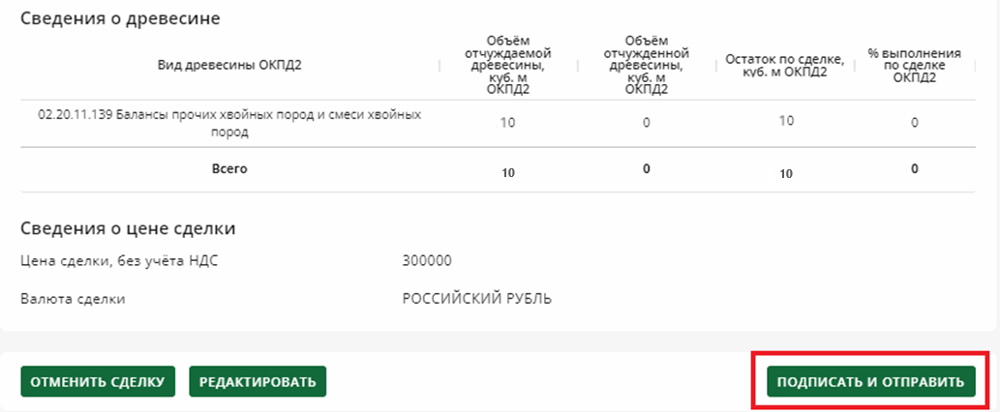 Сведения о древесине
Вид древесины ОКПД2
Объём
отчуждаемой
древесины,
куб. м
ОКПД2
Объём
отчужденной
древесины,
куб. м
ОКПД2
Остаток по сделке,
куб. м ОКПД2
% выполнения
по сделке
ОКПД2
02.20.11.139 Балансы прочих хвойных пород и смеси хвойных
пород
10
0
10
0
Всего
10
0
10
0
Сведения о цене сделки
Цена сделки, без учёта НДС
300000
Валюта сделки
РОССИЙСКИЙ РУБЛЬ
ОТМЕНИТЬ СДЕЛКУ
РЕДАКТИРОВАТЬ
ПОДПИСАТЬ И ОТПРАВИТЬ